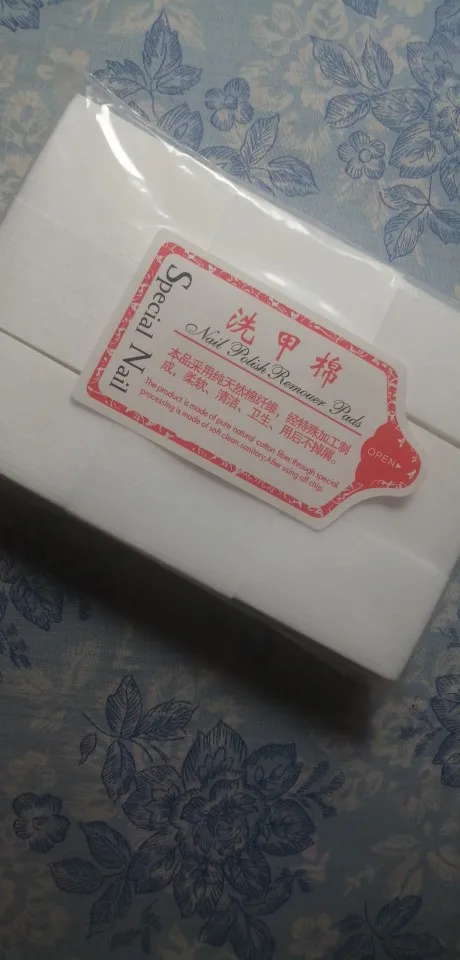 Special Nail
洗甲棉
Nail Polish Remouer Pads
本品采用纯天然棉纤维，经特殊加工制
成，柔软、清洁、卫生、用后不掉屑。
The product is made of pure natural cotton fiber,through special
processing is made of soft clean sanitary.After using off chip.
OPEN▸